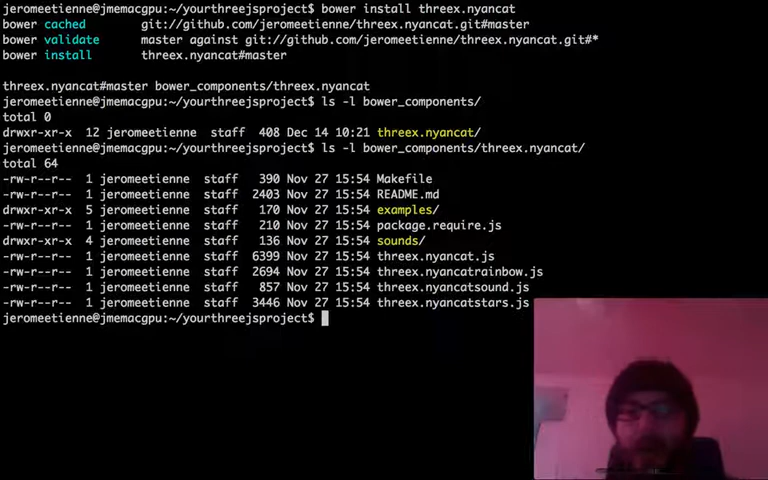 jeromeetienne@jmemacgpu:~/yourthreejsproject$ bower install threex.nyancat
bower cached git://github.com/jeromeetienne/threex.nyancat.git#master
bower validate master against git://github.com/jeromeetienne/threex.nyancat.git#*
bower install threex.nyancat#master
threex.nyancat#master bower_components/threex.nyancat
jeromeetienne@jmemacgpu:~/yourthreejsproject$ ls -l bower_components/
total 0
drwxr-xr-x 12 jeromeetienne staff 408 Dec 14 10:21 threex.nyancat/
jeromeetienne@jmemacgpu:~/yourthreejsproject$ ls -l bower_components/threex.nyancat/
total 64
-rw-r--r-- 1 jeromeetienne staff 390 Nov 27 15:54 Makefile
-rw-r--r-- 1 jeromeetienne staff 2403 Nov 27 15:54 README.md
drwxr-xr-x 5 jeromeetienne staff 170 Nov 27 15:54 examples/
-rw-r--r-- 1 jeromeetienne staff 210 Nov 27 15:54 package.require.js
drwxr-xr-x 4 jeromeetienne staff 136 Nov 27 15:54 sounds/
-rw-r--r-- 1 jeromeetienne staff 6399 Nov 27 15:54 threex.nyancat.js
-rw-r--r-- 1 jeromeetienne staff 2694 Nov 27 15:54 threex.nyancatrainbow.js
-rw-r--r-- 1 jeromeetienne staff 857 Nov 27 15:54 threex.nyancatsound.js
-rw-r--r-- 1 jeromeetienne staff 3446 Nov 27 15:54 threex.nyancatstars.js
jeromeetienne@jmemacgpu:~/yourthreejsproject$